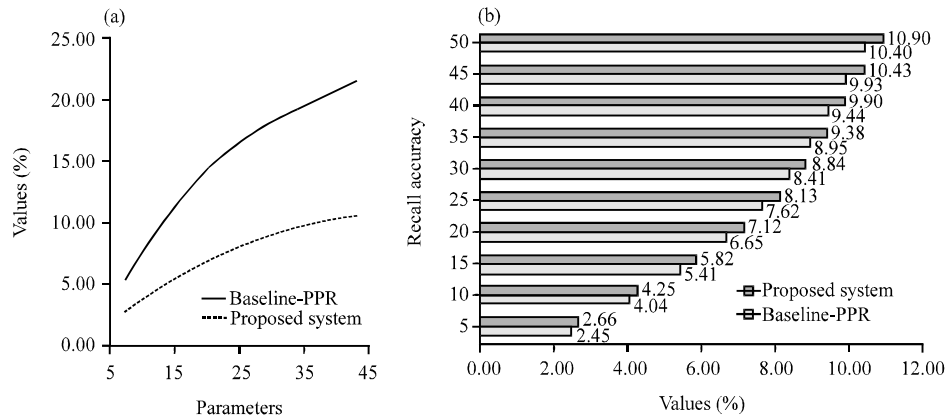 (a)
25.00
20.00
15.00
10.00
5.00
0.00
Values (%)
Baseline-PPR
Proposed system
5 15 25 35 45
Parameters
(b)
Recall accuracy
50 10.90
10.40
45 10.43
9.93
40 9.90
9.44
35 9.38
8.95
30 8.84
8.41
25 8.13
7.62
20 7.12
6.65
15 5.82
5.41
10 4.25
4.04
5 2.66
2.45
Proposed system
Baseline-PPR
0.00 2.00 4.00 6.00 8.00 10.00 12.00
Values (%)